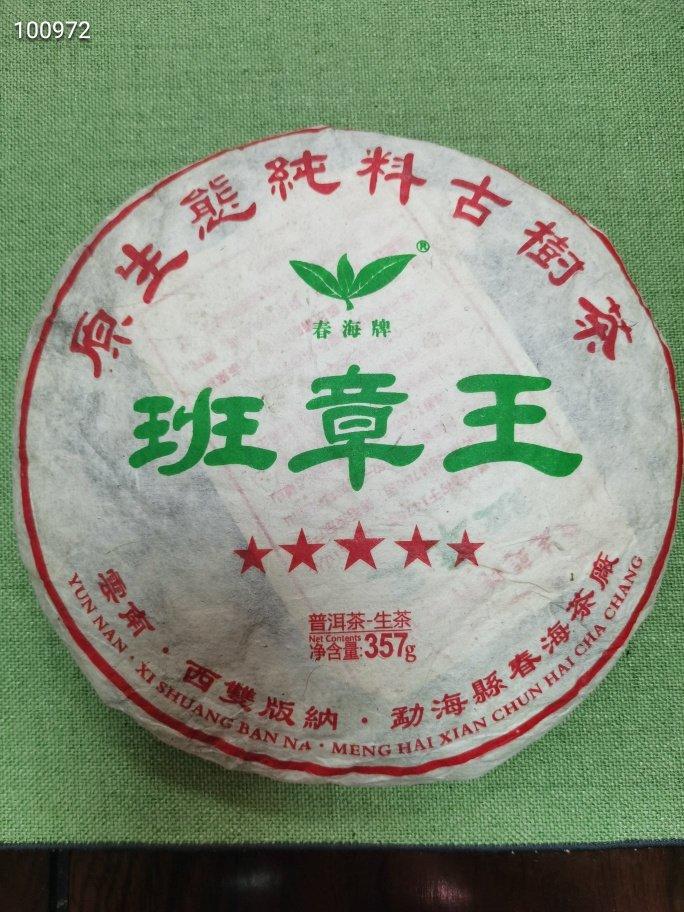 100972
原生態純料古樹茶
®
春海牌
班章王
普洱茶-生茶
Net Contents
净含量:357g
雲南·西雙版納·勐海縣春海茶廠
YUN NAN·XI SHUANG BAN NA·MENG HAI XIAN CHUN HAI CHA CHANG